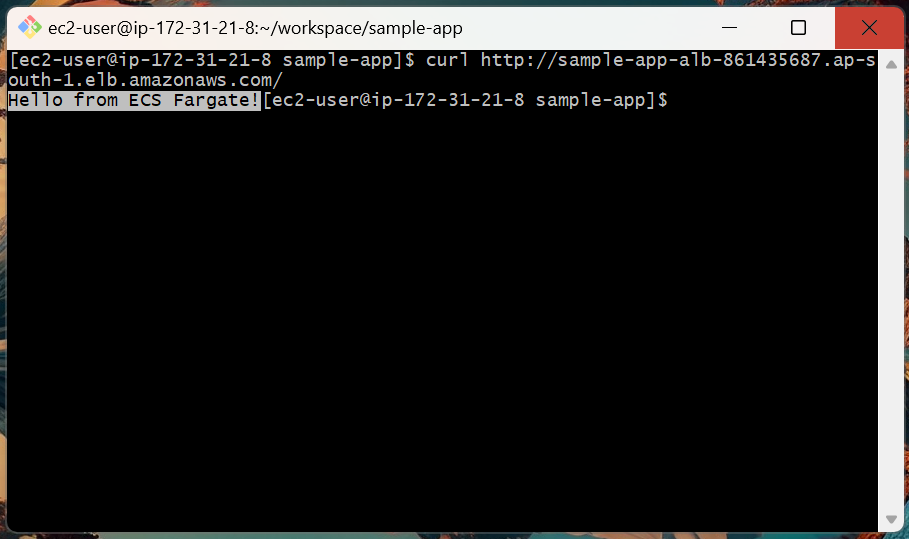 ec2-user@ip-172-31-21-8:~/workspace/sample-app
[ec2-user@ip-172-31-21-8 sample-app]$ curl http://sample-app-alb-861435687.ap-s
outh-1.elb.amazonaws.com/
Hello from ECS Fargate![ec2-user@ip-172-31-21-8 sample-app]$